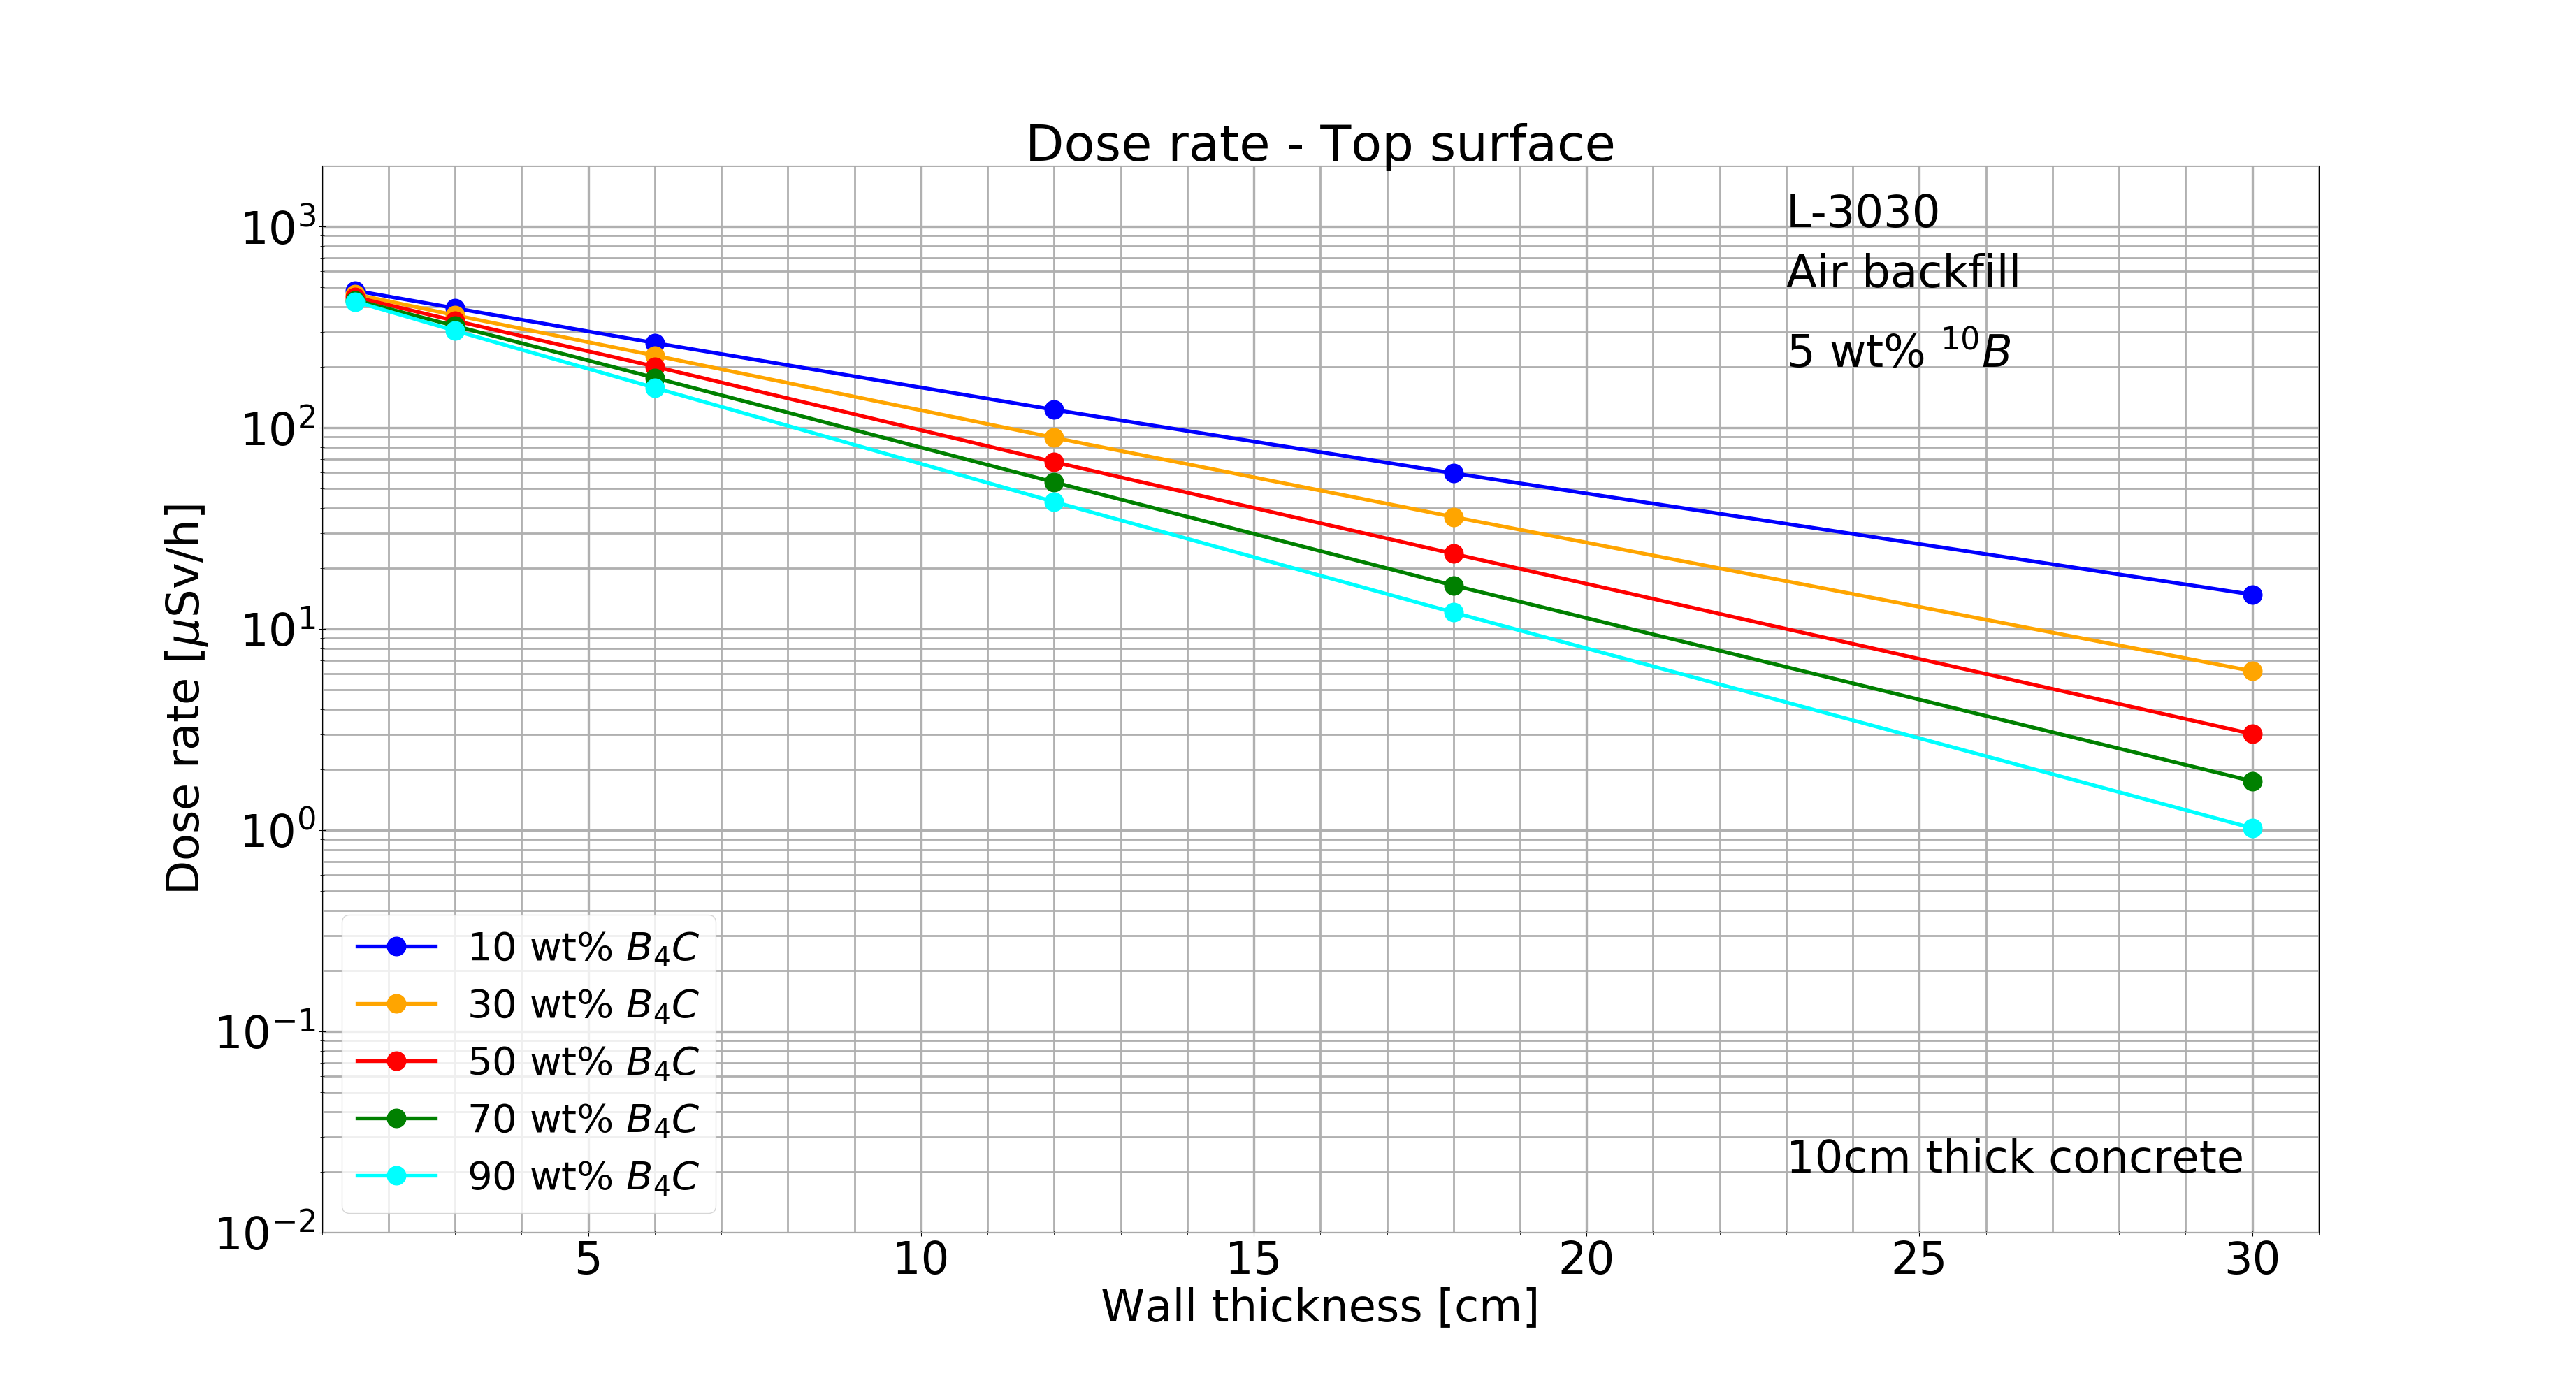 Dose rate - Top surface
L-3030
Air backfill
5 wt% ¹⁰B
10cm thick concrete
Dose rate [μSv/h]
10³
10²
10¹
10⁰
10⁻¹
10⁻²
10 wt% B₄C
30 wt% B₄C
50 wt% B₄C
70 wt% B₄C
90 wt% B₄C
5 10 15 20 25 30
Wall thickness [cm]